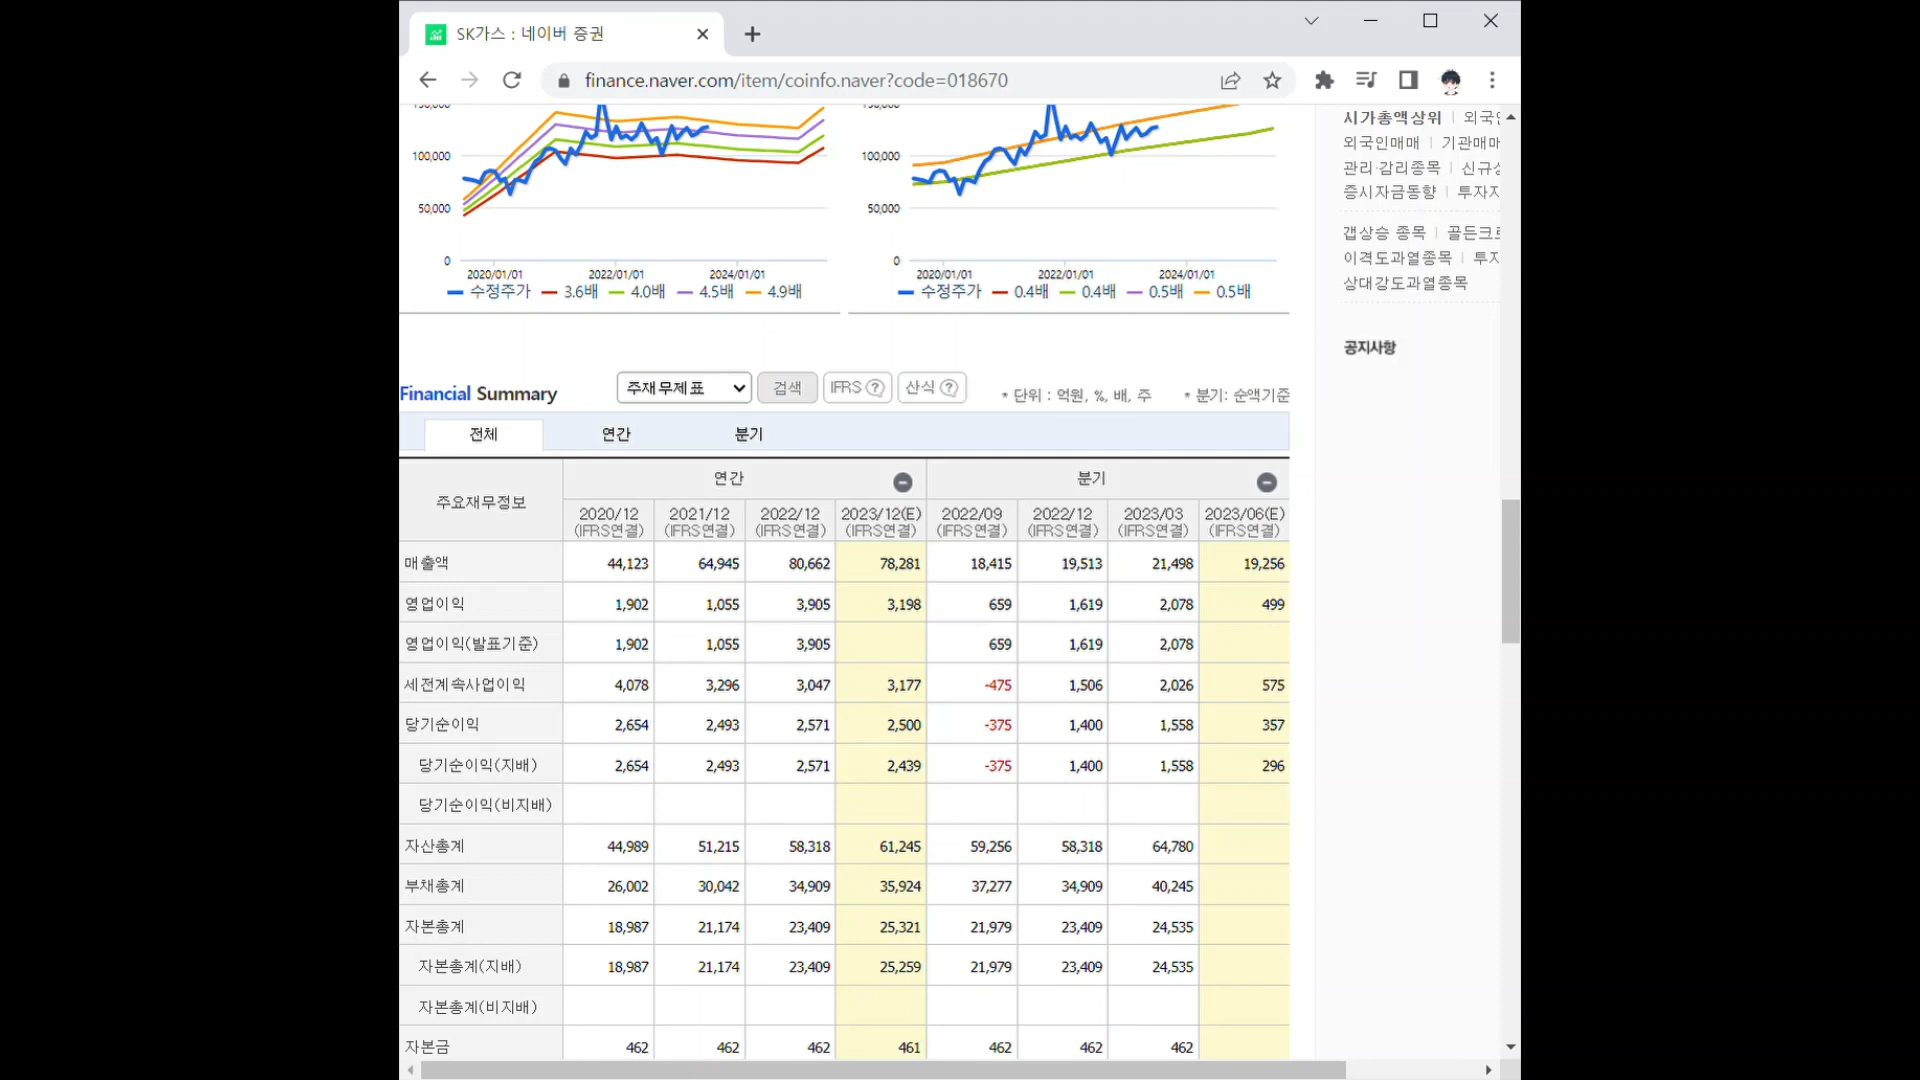 SK가스 : 네이버 증권
finance.naver.com/item/coinfo.naver?code=018670
100,000
50,000
0
2020/01/01 2022/01/01 2024/01/01
수정주가 3.6배 4.0배 4.5배 4.9배
100,000
50,000
0
2020/01/01 2022/01/01 2024/01/01
수정주가 0.4배 0.4배 0.5배 0.5배
시가총액상위 | 외국인
외국인매매 | 기관매매
관리·감리종목 | 신규상
증시자금동향 | 투자자
갭상승 종목 | 골든크로
이격도과열종목 | 투자
상대강도과열종목
공지사항
Financial Summary 주재무제표 검색 IFRS ? 산식 ? * 단위 : 억원, %, 배, 주 * 분기: 순액기준
전체 연간 분기
주요재무정보 연간 분기
2020/12 2021/12 2022/12 2023/12(E) 2022/09 2022/12 2023/03 2023/06(E)
(IFRS연결) (IFRS연결) (IFRS연결) (IFRS연결) (IFRS연결) (IFRS연결) (IFRS연결) (IFRS연결)
매출액 44,123 64,945 80,662 78,281 18,415 19,513 21,498 19,256
영업이익 1,902 1,055 3,905 3,198 659 1,619 2,078 499
영업이익(발표기준) 1,902 1,055 3,905 659 1,619 2,078
세전계속사업이익 4,078 3,296 3,047 3,177 -475 1,506 2,026 575
당기순이익 2,654 2,493 2,571 2,500 -375 1,400 1,558 357
당기순이익(지배) 2,654 2,493 2,571 2,439 -375 1,400 1,558 296
당기순이익(비지배)
자산총계 44,989 51,215 58,318 61,245 59,256 58,318 64,780
부채총계 26,002 30,042 34,909 35,924 37,277 34,909 40,245
자본총계 18,987 21,174 23,409 25,321 21,979 23,409 24,535
자본총계(지배) 18,987 21,174 23,409 25,259 21,979 23,409 24,535
자본총계(비지배)
자본금 462 462 462 461 462 462 462